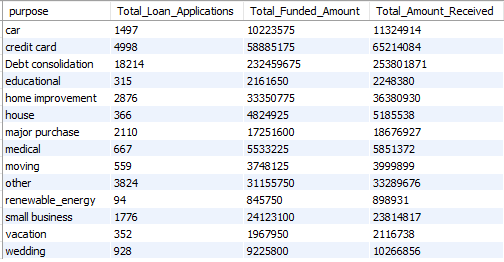 purpose Total_Loan_Applications Total_Funded_Amount Total_Amount_Received
car 1497 10223575 11324914
credit card 4998 58885175 65214084
Debt consolidation 18214 232459675 253801871
educational 315 2161650 2248380
home improvement 2876 33350775 36380930
house 366 4824925 5185538
major purchase 2110 17251600 18676927
medical 667 5533225 5851372
moving 559 3748125 3999899
other 3824 31155750 33289676
renewable_energy 94 845750 898931
small business 1776 24123100 23814817
vacation 352 1967950 2116738
wedding 928 9225800 10266856